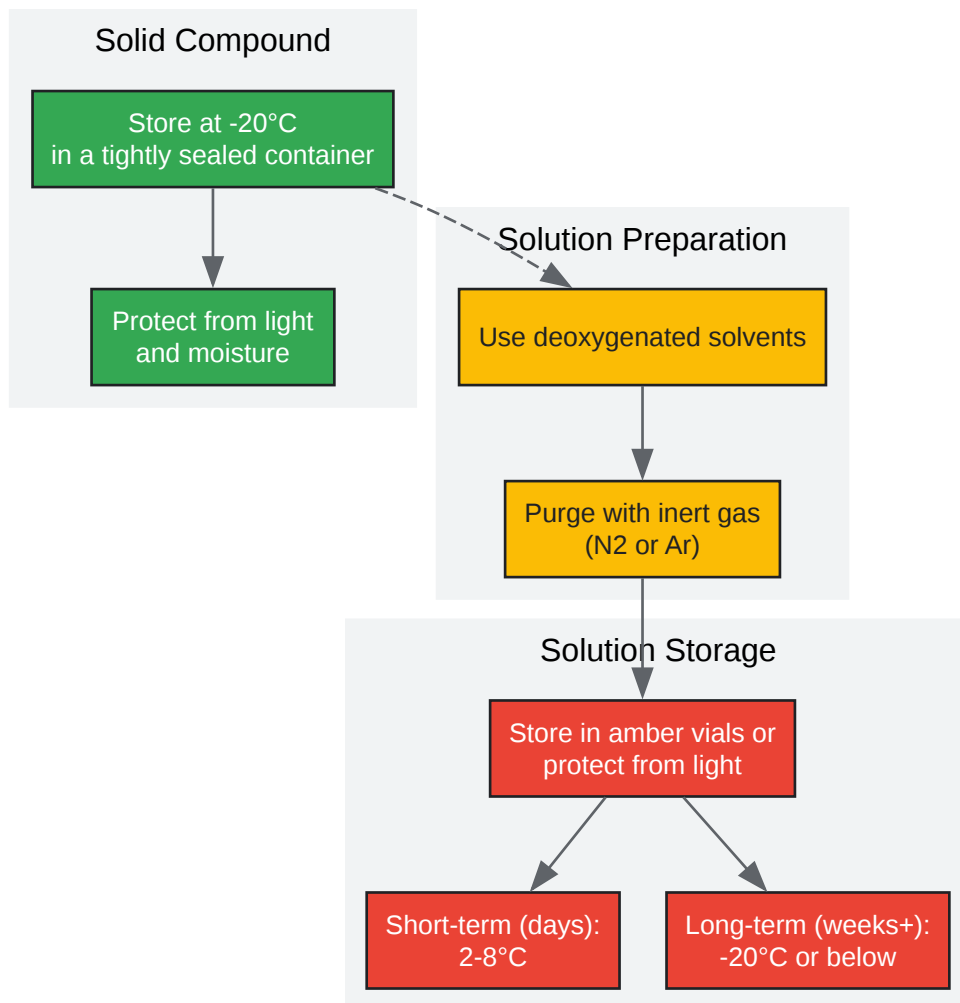 Solid Compound
Store at -20°C
in a tightly sealed container
Protect from light
and moisture
Solution Preparation
Use deoxygenated solvents
Purge with inert gas
(N2 or Ar)
Solution Storage
Store in amber vials or
protect from light
Short-term (days):
2-8°C
Long-term (weeks+):
-20°C or below